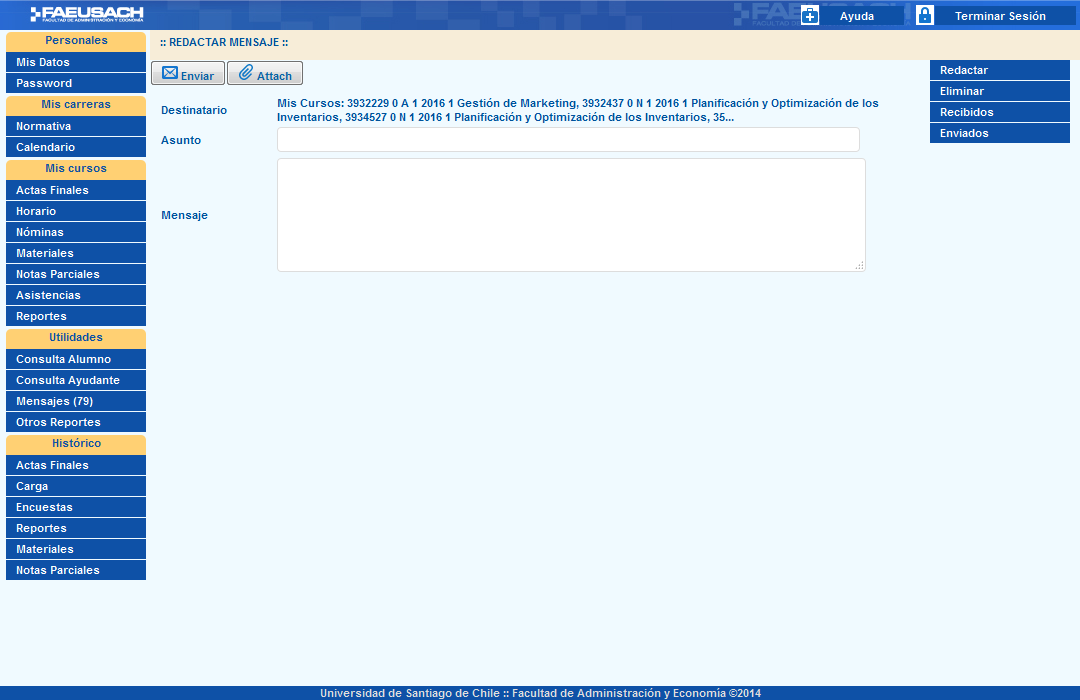 FAEUSACH
FACULTAD DE ADMINISTRACIÓN Y ECONOMÍA
FAEUSACH
Ayuda
Terminar Sesión
Personales
Mis Datos
Password
Mis carreras
Normativa
Calendario
Mis cursos
Actas Finales
Horario
Nóminas
Materiales
Notas Parciales
Asistencias
Reportes
Utilidades
Consulta Alumno
Consulta Ayudante
Mensajes (79)
Otros Reportes
Histórico
Actas Finales
Carga
Encuestas
Reportes
Materiales
Notas Parciales
:: REDACTAR MENSAJE ::
Enviar
Attach
Destinatario
Mis Cursos: 3932229 0 A 1 2016 1 Gestión de Marketing, 3932437 0 N 1 2016 1 Planificación y Optimización de los
Inventarios, 3934527 0 N 1 2016 1 Planificación y Optimización de los Inventarios, 35...
Asunto
Mensaje
Redactar
Eliminar
Recibidos
Enviados
Universidad de Santiago de Chile :: Facultad de Administración y Economía ©2014